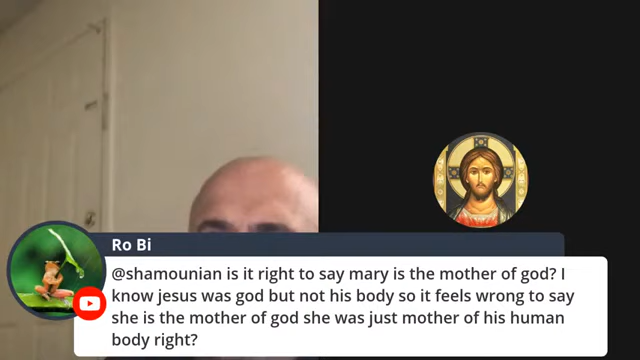 Ro Bi
@shamounian is it right to say mary is the mother of god? I
know jesus was god but not his body so it feels wrong to say
she is the mother of god she was just mother of his human
body right?